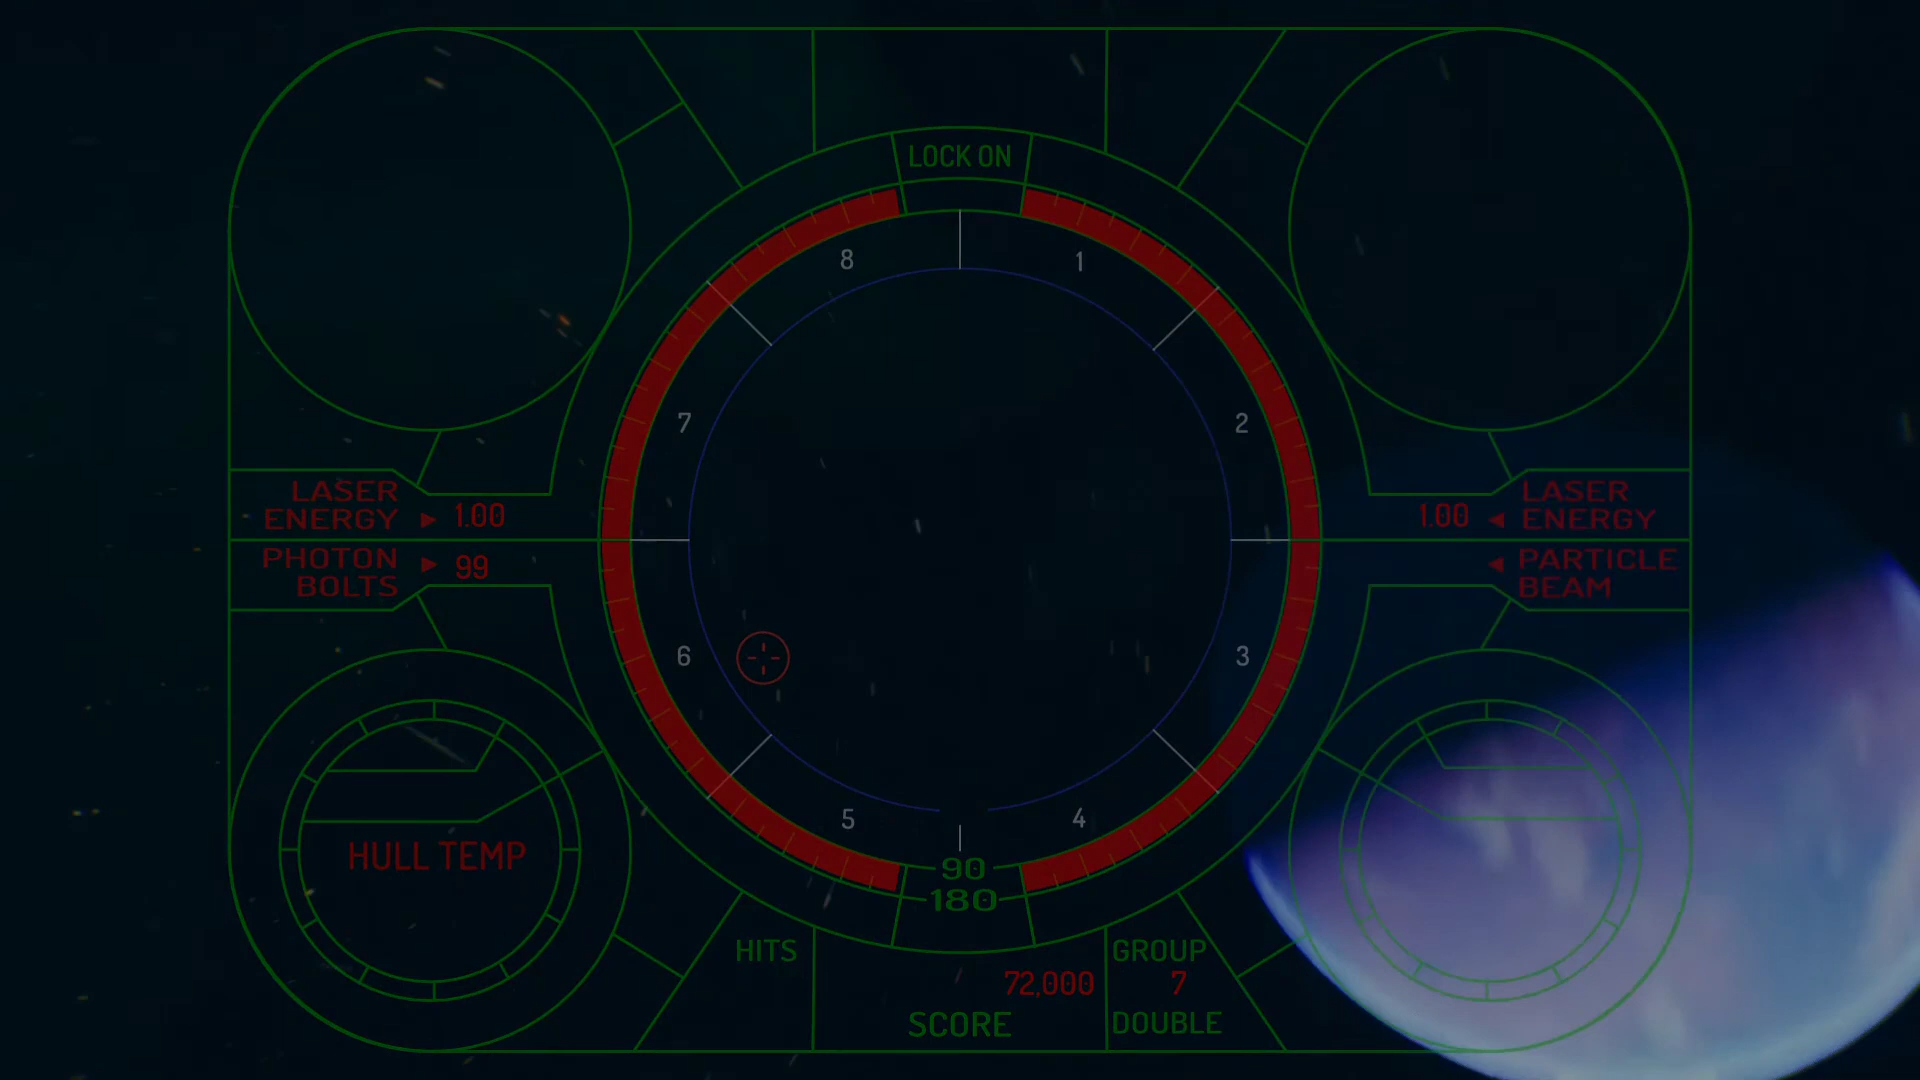 LOCK ON
8
1
7
2
LASER
ENERGY
1.00
1.00
LASER
ENERGY
PHOTON
BOLTS
99
PARTICLE
BEAM
6
3
5
4
HULL TEMP
90
180
HITS
72,000
SCORE
GROUP
7
DOUBLE